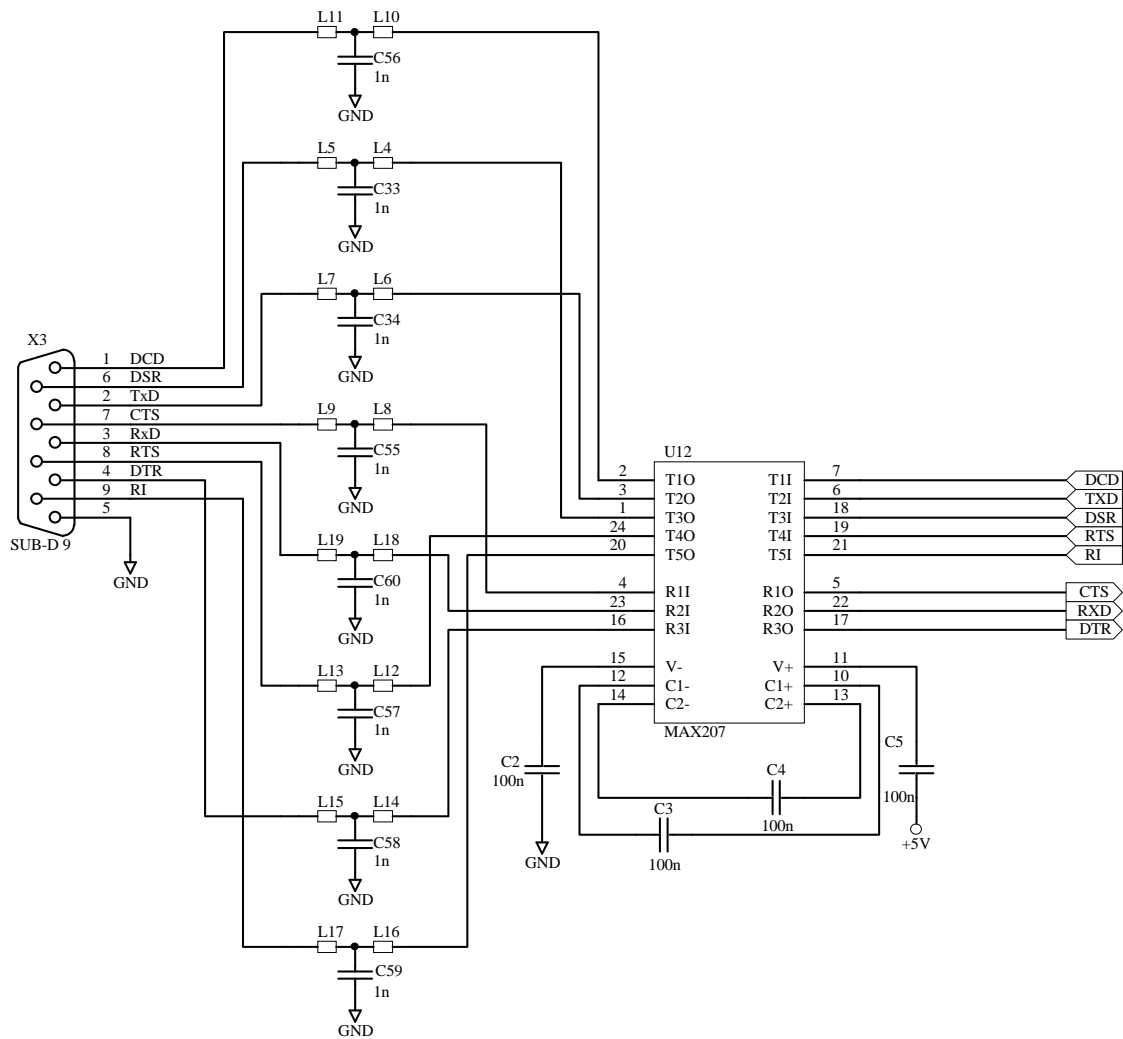 L11 L10
C56
1n
GND
L5 L4
C33
1n
GND
L7 L6
C34
1n
GND
X3
1 DCD
6 DSR
2 TxD
7 CTS
3 RxD
8 RTS
4 DTR
9 RI
5
SUB-D 9
GND
L9 L8
C55
1n
GND
L19 L18
C60
1n
GND
L13 L12
C57
1n
GND
L15 L14
C58
1n
GND
L17 L16
C59
1n
GND
U12
2 T1O T1I 7 DCD
3 T2O T2I 6 TXD
1 T3O T3I 18 DSR
24 T4O T4I 19 RTS
20 T5O T5I 21 RI
4 R1I R1O 5 CTS
23 R2I R2O 22 RXD
16 R3I R3O 17 DTR
15 V- V+ 11
12 C1- C1+ 10
14 C2- C2+ 13
MAX207
C2
100n
GND
C4
100n
C3
100n
C5
100n
+5V